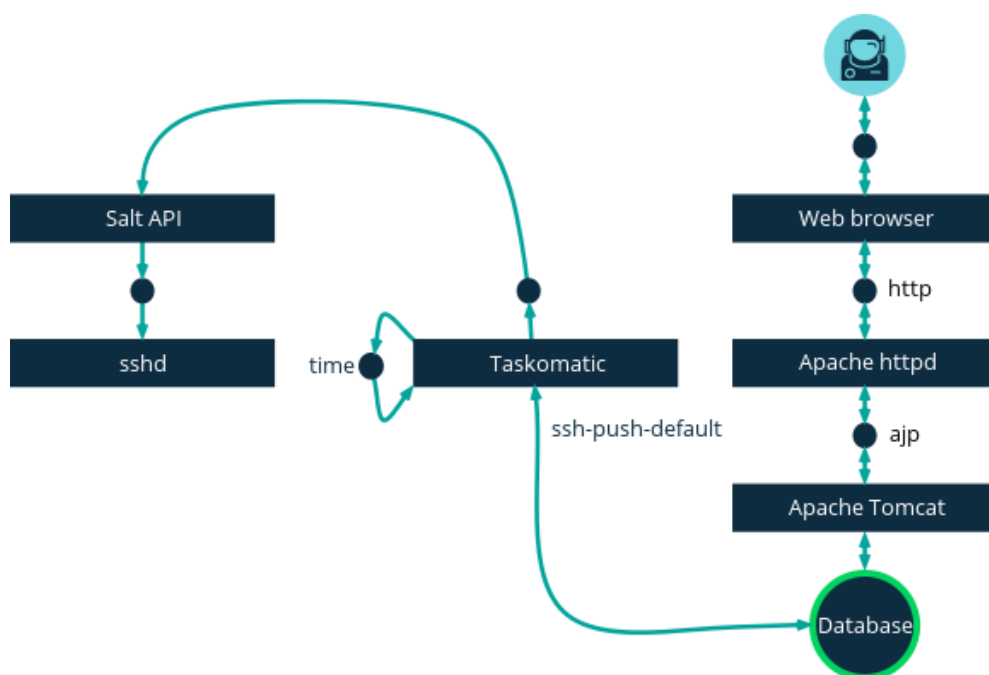 Salt API
Web browser
http
sshd
time
Taskomatic
Apache httpd
ssh-push-default
ajp
Apache Tomcat
Database